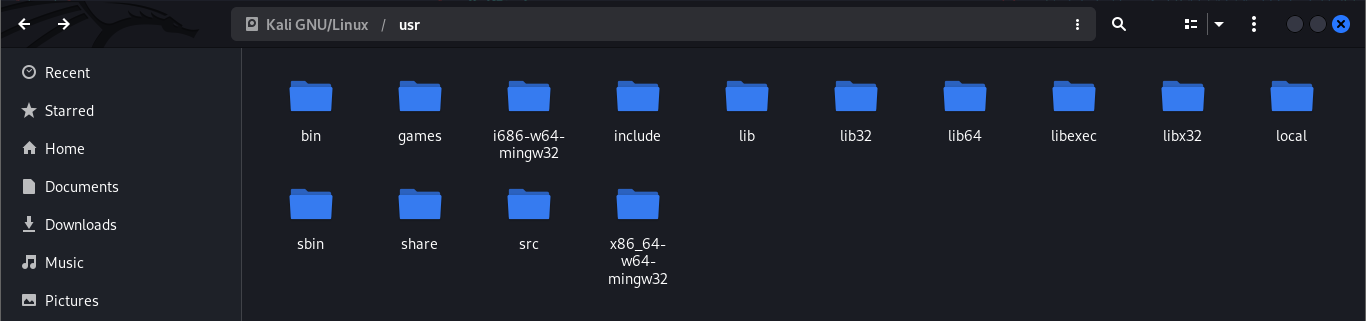 Kali GNU/Linux / usr
Recent
Starred
Home
Documents
Downloads
Music
Pictures
bin
games
i686-w64-
mingw32
include
lib
lib32
lib64
libexec
libx32
local
sbin
share
src
x86_64-
w64-
mingw32